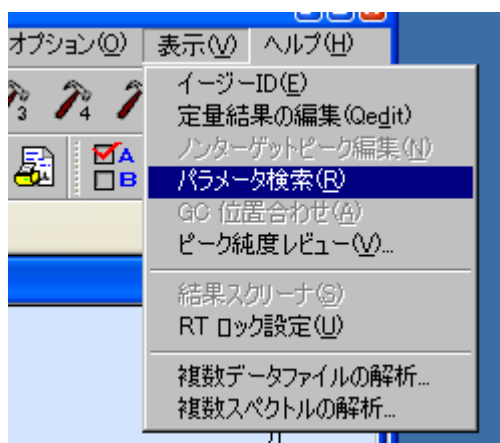 オプション(O) 表示(V) ヘルプ(H)
イージーID(E)
3 4
定量結果の編集(Qedit)
ノンターゲットピーク編集(N)
A
B
パラメータ検索(R)
GC 位置合わせ(A)
ピーク純度レビュー(V)...
結果スクリーナ(S)
RT ロック設定(U)
複数データファイルの解析...
複数スペクトルの解析...